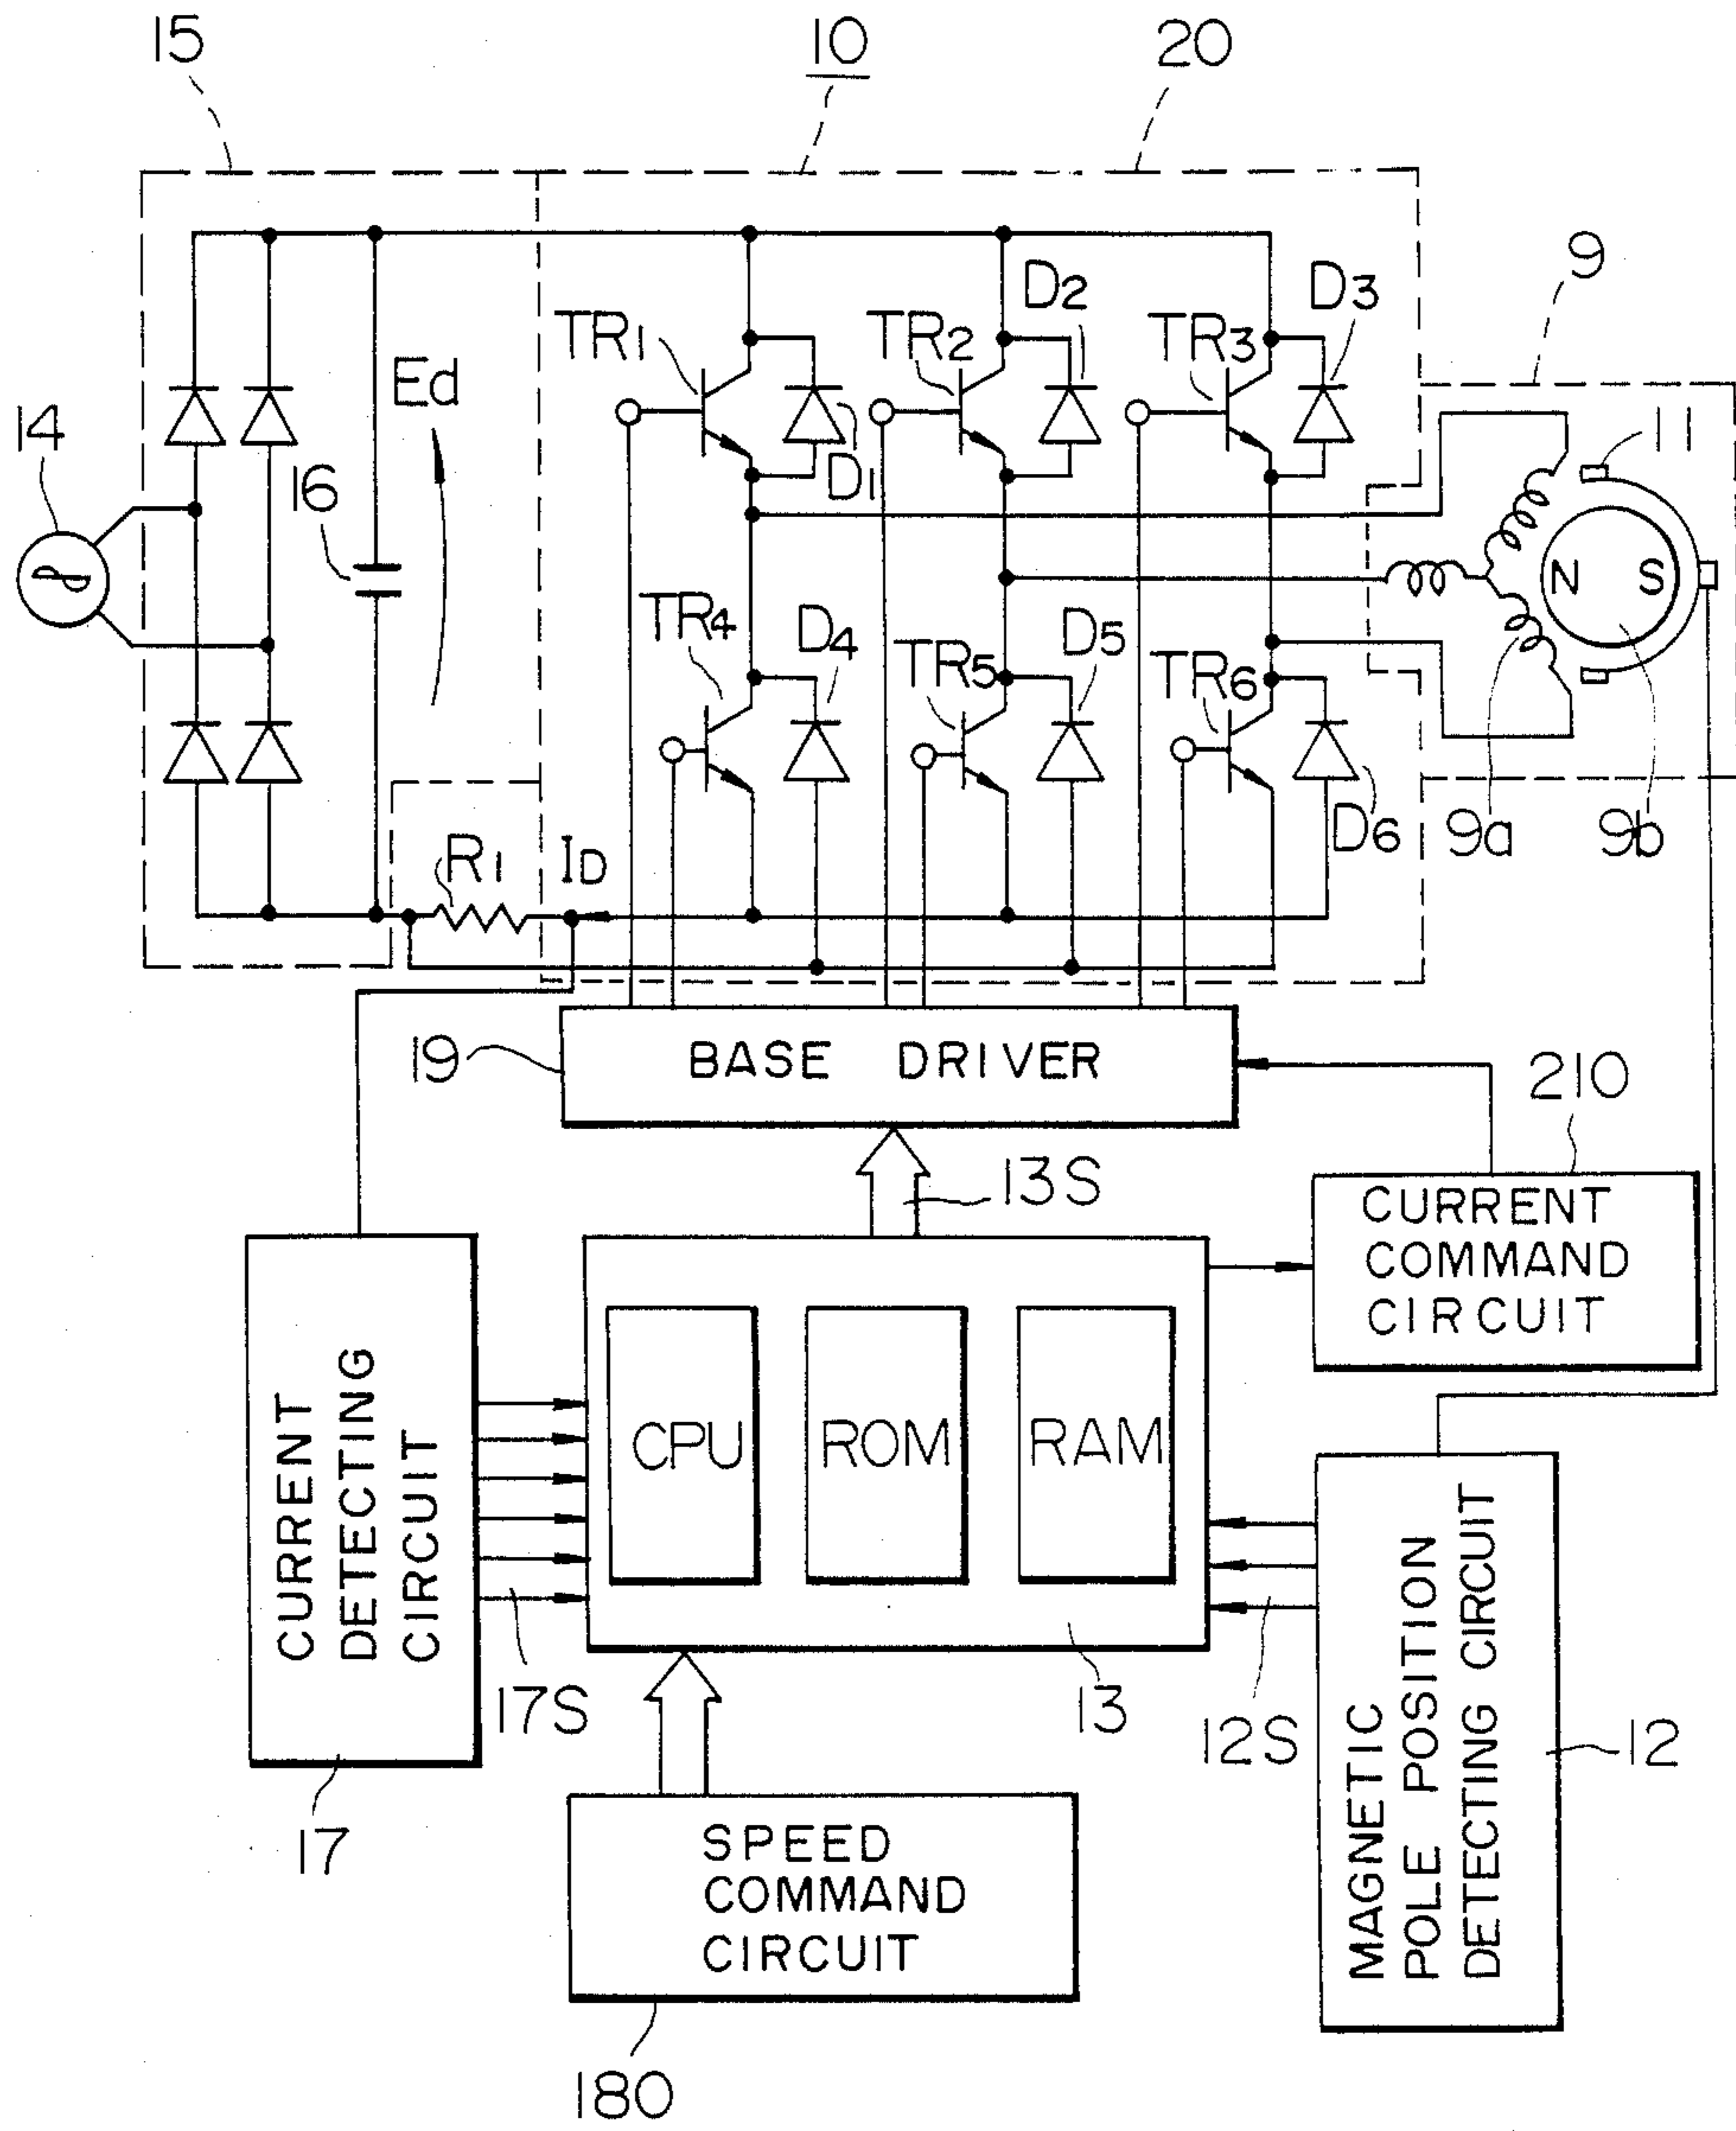 15
10
20
9
TR1
D1
TR2
D2
TR3
D3
Ed
11
14
16
N S
TR4
D4
TR5
D5
TR6
D6
9a
9b
R1
ID
19
BASE DRIVER
210
13S
CURRENT
COMMAND
CIRCUIT
CURRENT
DETECTING
CIRCUIT
CPU
ROM
RAM
17S
13
12S
MAGNETIC
POLE POSITION
DETECTING CIRCUIT
12
17
SPEED
COMMAND
CIRCUIT
180